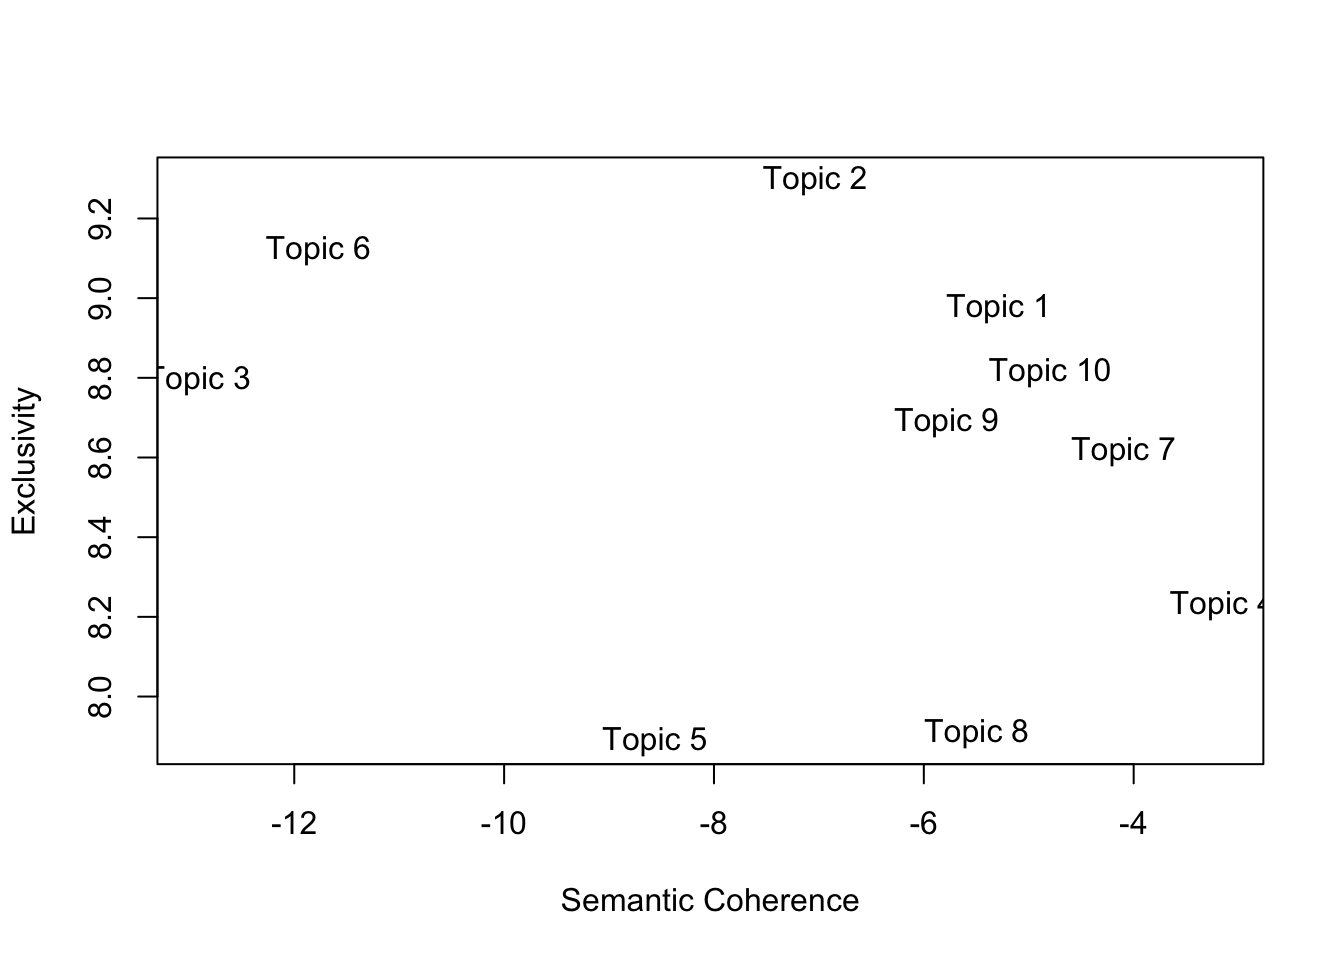 Topic 2
9.2
Topic 6
9.0
Topic 1
Topic 10
8.8
opic 3
Topic 9
Topic 7
8.6
Exclusivity
8.4
8.2
Topic 4
8.0
Topic 8
Topic 5
-12
-10
-8
-6
-4
Semantic Coherence